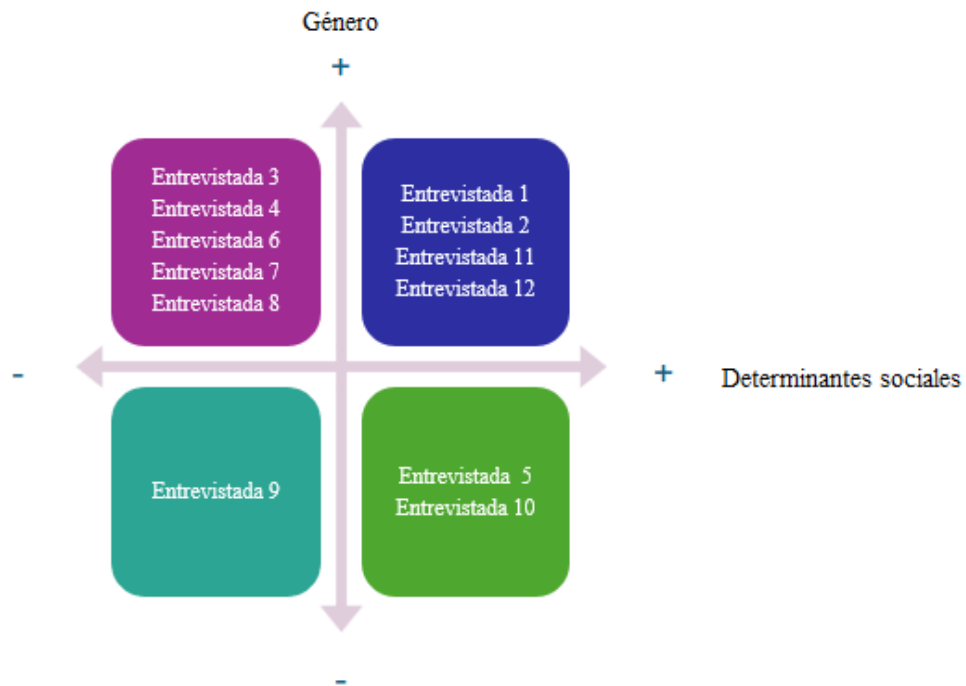 Género
+
Entrevistada 3
Entrevistada 4
Entrevistada 6
Entrevistada 7
Entrevistada 8
Entrevistada 1
Entrevistada 2
Entrevistada 11
Entrevistada 12
-
+
Determinantes sociales
Entrevistada 9
Entrevistada 5
Entrevistada 10
-